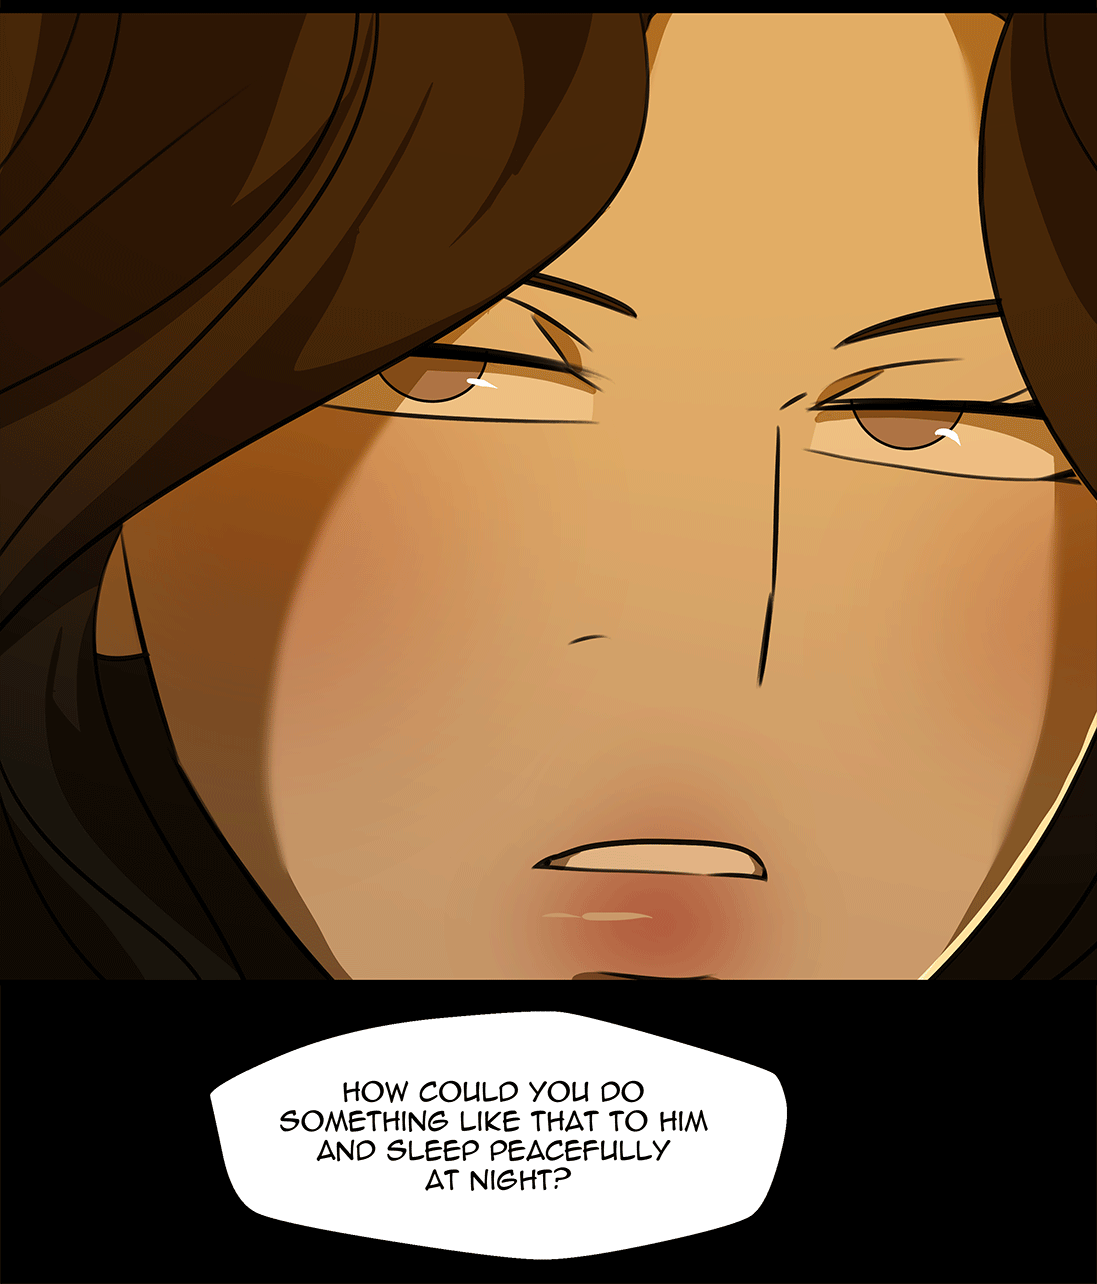 HOW COULD YOU DO
SOMETHING LIKE THAT TO HIM
AND SLEEP PEACEFULLY
AT NIGHT?